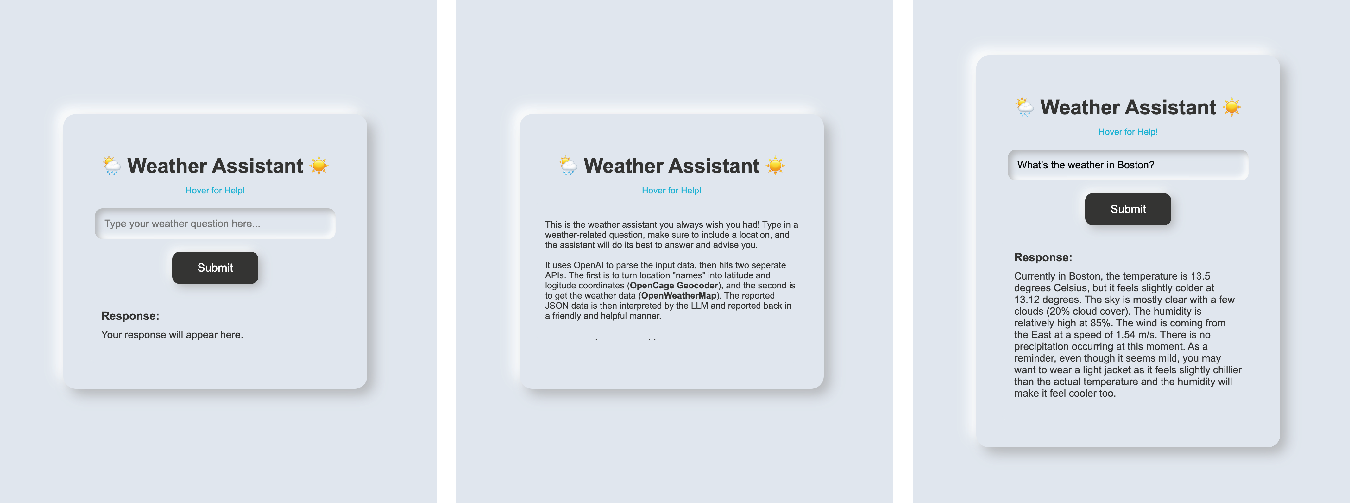 Weather Assistant
Hover for Help!
Type your weather question here...
Submit
Response:
Your response will appear here.
Weather Assistant
Hover for Help!
This is the weather assistant you always wish you had! Type in a
weather-related question, make sure to include a location, and
the assistant will do its best to answer and advise you.
It uses OpenAI to parse the input data, then hits two seperate
APIs. The first is to turn location "names" into latitude and
logitude coordinates (OpenCage Geocoder), and the second is
to get the weather data (OpenWeatherMap). The reported
JSON data is then interpreted by the LLM and reported back in
a friendly and helpful manner.
Weather Assistant
Hover for Help!
What's the weather in Boston?
Submit
Response:
Currently in Boston, the temperature is 13.5
degrees Celsius, but it feels slightly colder at
13.12 degrees. The sky is mostly clear with a few
clouds (20% cloud cover). The humidity is
relatively high at 85%. The wind is coming from
the East at a speed of 1.54 m/s. There is no
precipitation occurring at this moment. As a
reminder, even though it seems mild, you may
want to wear a light jacket as it feels slightly chillier
than the actual temperature and the humidity will
make it feel cooler too.